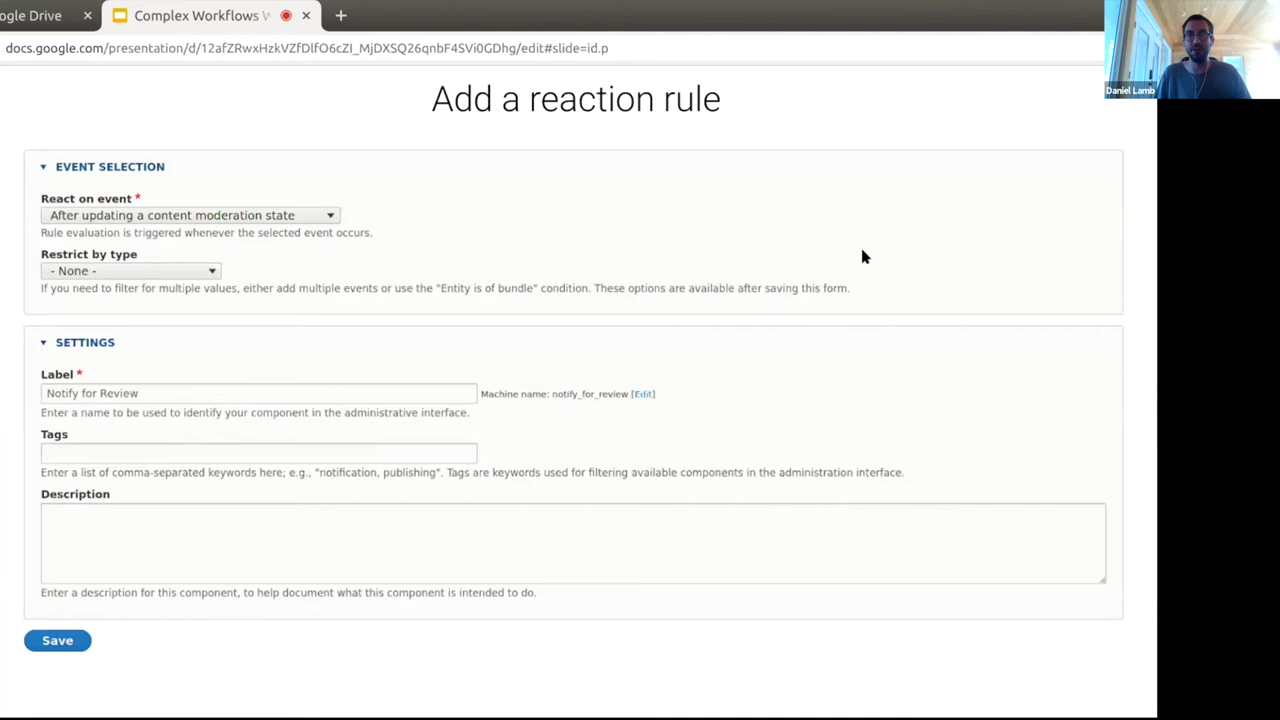 ogle Drive
Complex Workflows W
docs.google.com/presentation/d/12afZRwxHzkVZfDlfO6cZI_MjDXSQ26qnbF4SVi0GDhg/edit#slide=id.p
Daniel Lamb
Add a reaction rule
EVENT SELECTION
React on event *
After updating a content moderation state
Rule evaluation is triggered whenever the selected event occurs.
Restrict by type
- None -
If you need to filter for multiple values, either add multiple events or use the "Entity is of bundle" condition. These options are available after saving this form.
SETTINGS
Label *
Notify for Review
Machine name: notify_for_review [Edit]
Enter a name to be used to identify your component in the administrative interface.
Tags
Enter a list of comma-separated keywords here; e.g., "notification, publishing". Tags are keywords used for filtering available components in the administration interface.
Description
Enter a description for this component, to help document what this component is intended to do.
Save